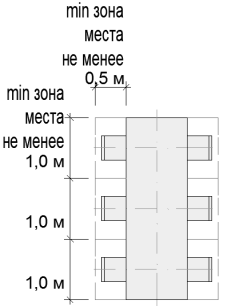 min зона
места
не менее
0,5 м
min зона
места
не менее
1,0 м
1,0 м
1,0 м